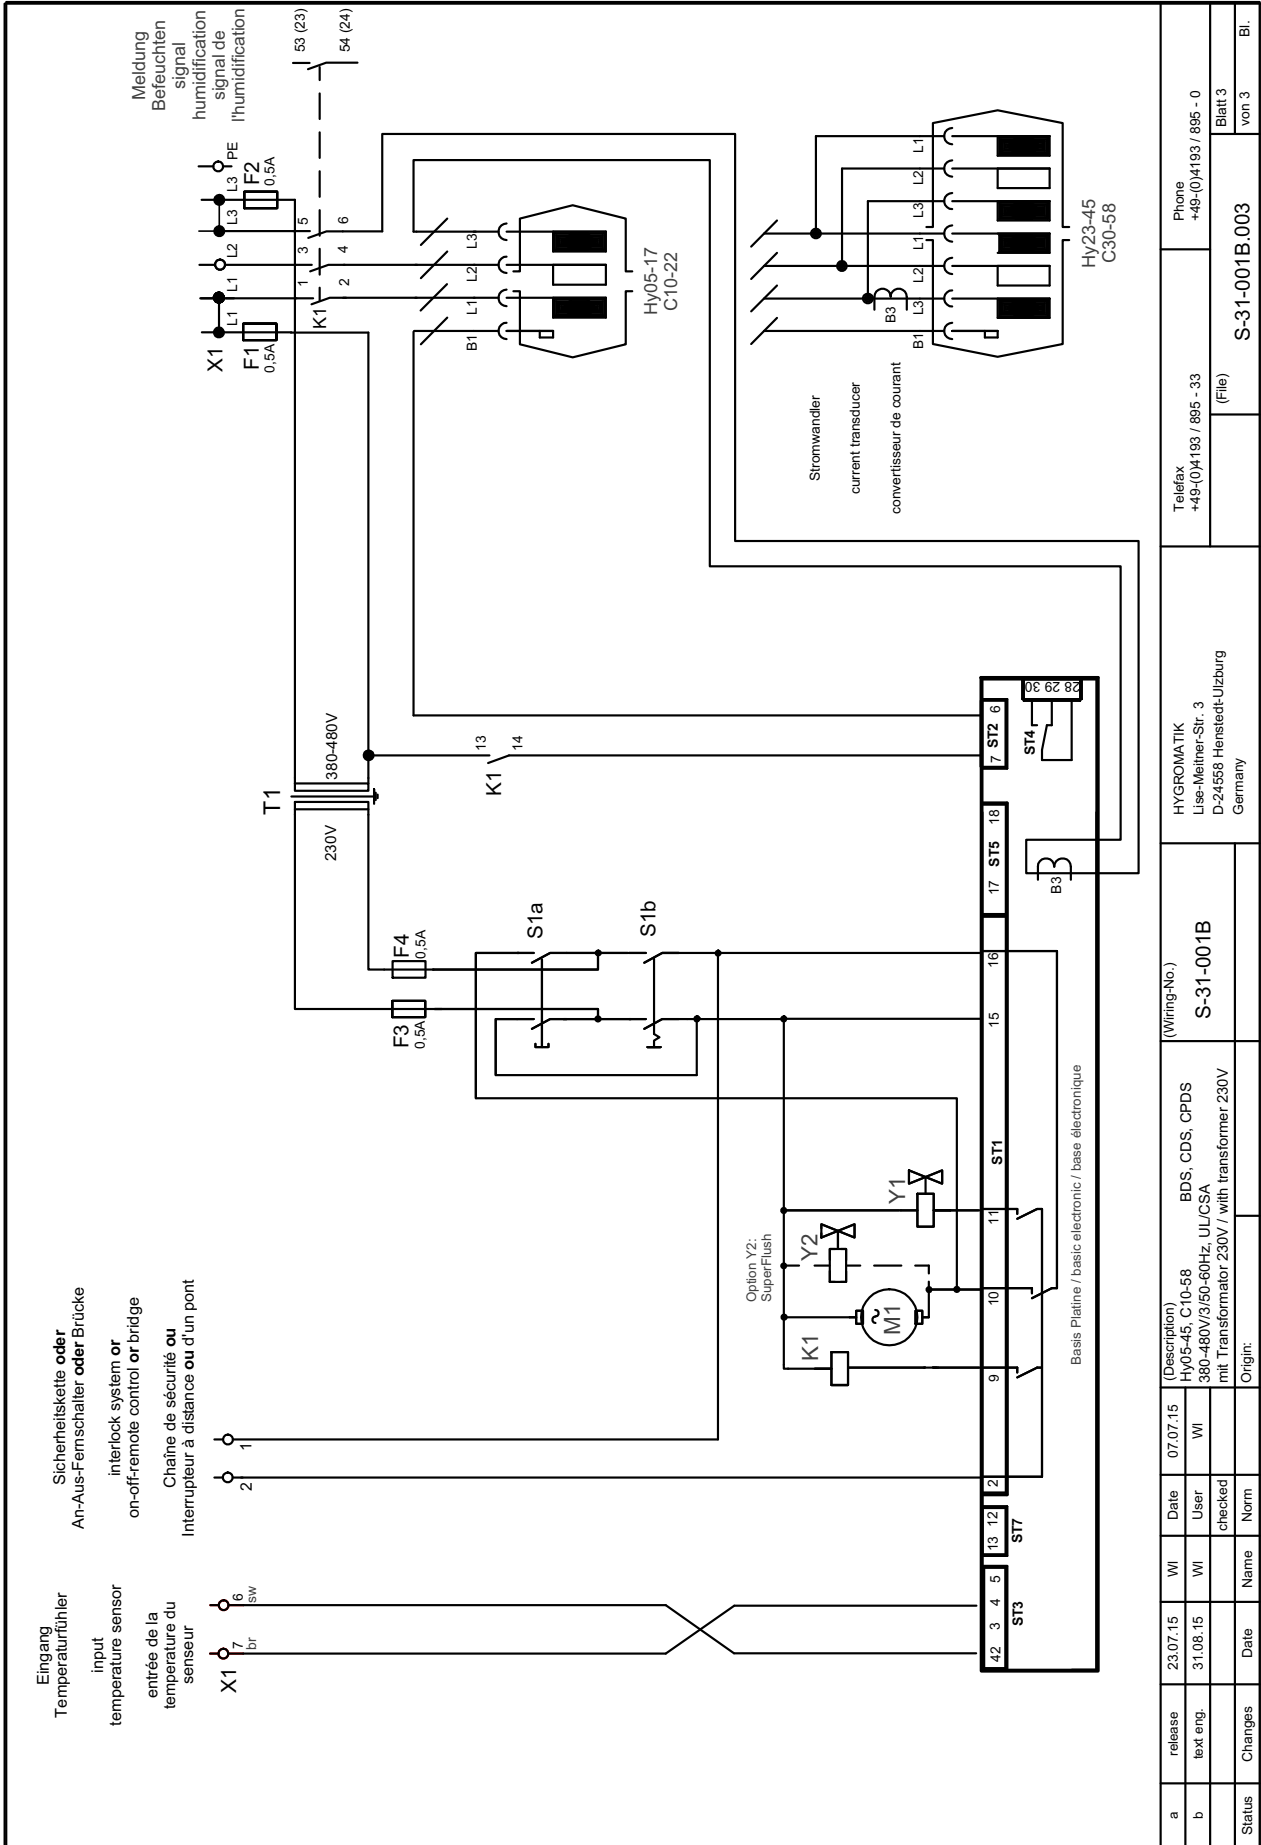 Eingang
Temperaturfühler
input
temperature sensor
entrée de la
temperature du
senseur
X1
7
br
6
sw
Sicherheitskette oder
An-Aus-Fernschalter oder Brücke
interlock system or
on-off-remote control or bridge
Chaîne de sécurité ou
Interrupteur à distance ou d'un pont
2
1
Meldung
Befeuchten
signal
humidification
signal de
l'humidification
53 (23)
54 (24)
X1
L1
L1
L2
L3
L3
PE
F1
0,5A
F2
0,5A
K1
1
2
3
4
5
6
T1
230V
380-480V
F3
0,5A
F4
0,5A
S1a
S1b
K1
13
14
B1
L1
L2
L3
Hy05-17
C10-22
Stromwandler
current transducer
convertisseur de courant
B1
L3
L2
L1
L3
L2
L1
B3
Hy23-45
C30-58
Option Y2:
SuperFlush
K1
M1
Y2
Y1
42 3 4 5
ST3
13 12
ST7
2
9
10
11
ST1
15
16
17 ST5 18
7 ST2 6
ST4
28 29 30
B3
Basis Platine / basic electronic / base électronique
a release 23.07.15 WI
b text eng. 31.08.15 WI
Status Changes Date Name
Date 07.07.15
User WI
checked
Norm
(Description)
Hy05-45, C10-58 BDS, CDS, CPDS
380-480V/3/50-60Hz, UL/CSA
mit Transformator 230V / with transformer 230V
Origin:
(Wiring-No.)
S-31-001B
HYGROMATIK
Lise-Meitner-Str. 3
D-24558 Henstedt-Ulzburg
Germany
Telefax
+49-(0)4193 / 895 - 33
Phone
+49-(0)4193 / 895 - 0
(File)
S-31-001B.003
Blatt 3
von 3
Bl.